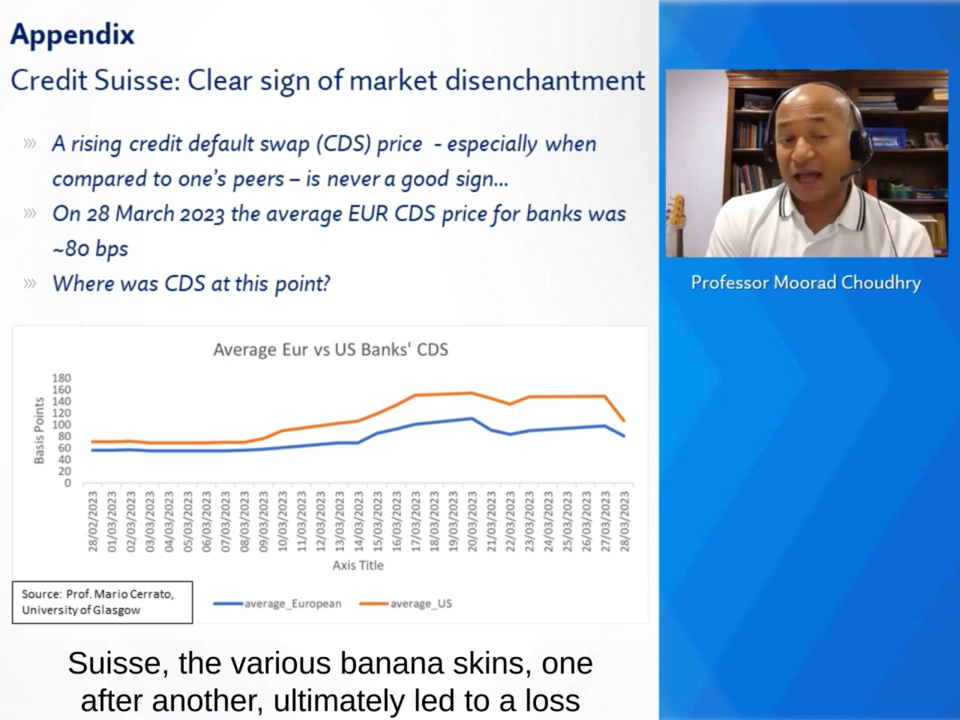 Appendix
Credit Suisse: Clear sign of market disenchantment
A rising credit default swap (CDS) price - especially when
compared to one's peers – is never a good sign...
On 28 March 2023 the average EUR CDS price for banks was
~80 bps
Where was CDS at this point?
Professor Moorad Choudhry
Average Eur vs US Banks' CDS
Basis Points
180
160
140
120
100
80
60
40
20
0
28/02/2023
01/03/2023
02/03/2023
03/03/2023
04/03/2023
05/03/2023
06/03/2023
07/03/2023
08/03/2023
09/03/2023
10/03/2023
11/03/2023
12/03/2023
13/03/2023
14/03/2023
15/03/2023
16/03/2023
17/03/2023
18/03/2023
19/03/2023
20/03/2023
21/03/2023
22/03/2023
23/03/2023
24/03/2023
25/03/2023
26/03/2023
27/03/2023
28/03/2023
Axis Title
average_European
average_US
Source: Prof. Mario Cerrato,
University of Glasgow
Suisse, the various banana skins, one
after another, ultimately led to a loss